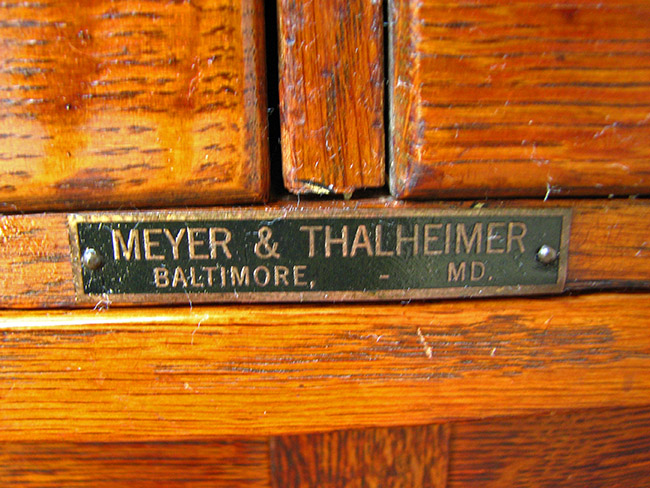 MEYER & THALHEIMER
BALTIMORE, - MD.